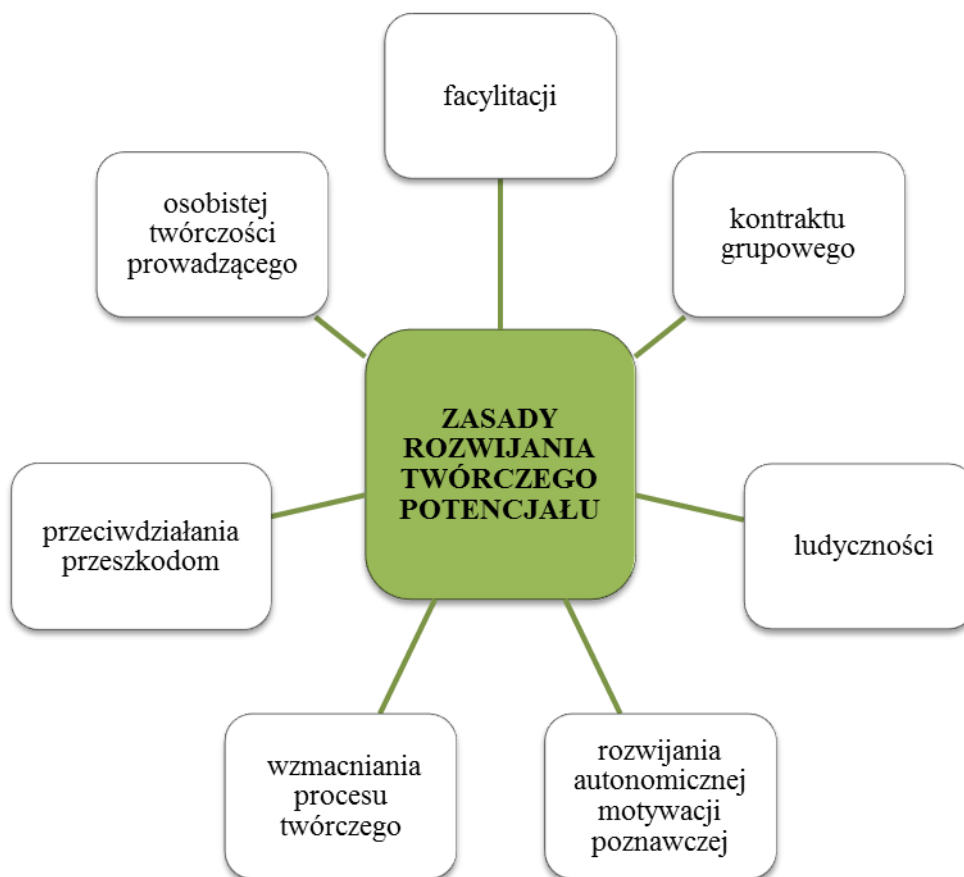 facylitacji
osobistej
twórczości
prowadzącego
kontraktu
grupowego
ZASADY
ROZWIJANIA
TWÓRCZEGO
POTENCJAŁU
przeciwdziałania
przeszkodom
ludyczności
wzmacniania
procesu
twórczego
rozwijania
autonomicznej
motywacji
poznawczej